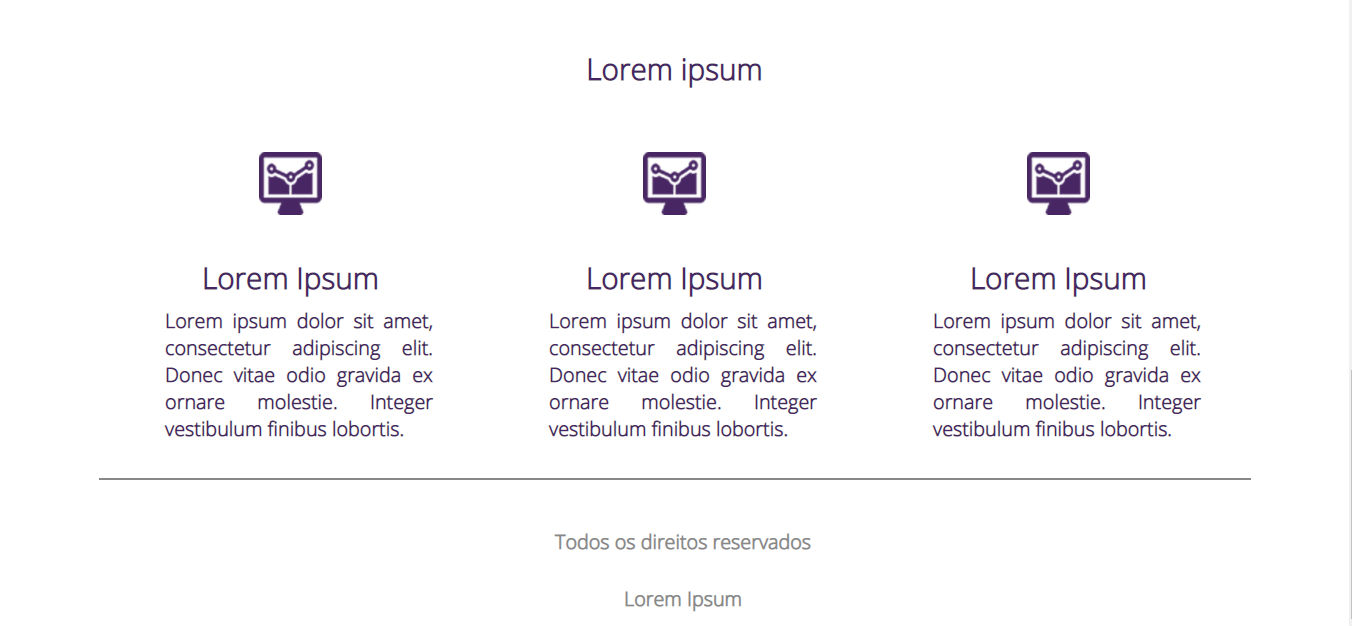 Lorem ipsum
Lorem Ipsum
Lorem ipsum dolor sit amet,
consectetur adipiscing elit.
Donec vitae odio gravida ex
ornare molestie. Integer
vestibulum finibus lobortis.
Lorem Ipsum
Lorem ipsum dolor sit amet,
consectetur adipiscing elit.
Donec vitae odio gravida ex
ornare molestie. Integer
vestibulum finibus lobortis.
Lorem Ipsum
Lorem ipsum dolor sit amet,
consectetur adipiscing elit.
Donec vitae odio gravida ex
ornare molestie. Integer
vestibulum finibus lobortis.
Todos os direitos reservados
Lorem Ipsum